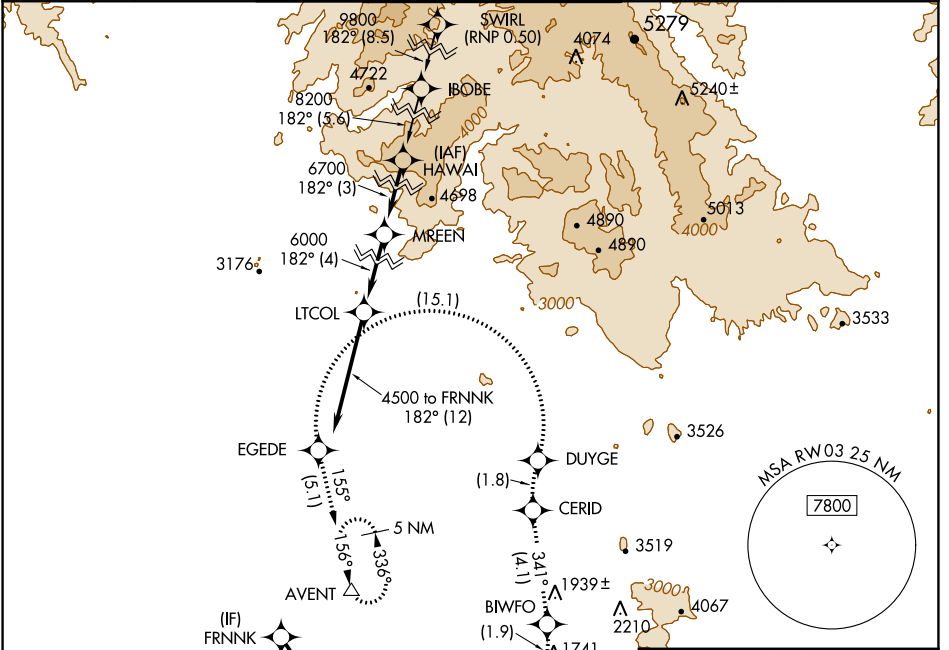 9800
182° (8.5)
SWIRL
(RNP 0.50)
4074
5279
4722
IBOBE
5240±
8200
182° (5.6)
4000
(IAF)
HAWAI
6700
182° (3)
4698
4890
5013
4000
6000
182° (4)
MREEN
4890
3176
3000
LTCOL
(15.1)
3533
4500 to FRNNK
182° (12)
3526
EGEDE
DUYGE
MSA RW03 25 NM
(1.8)
155°
(5.1)
CERID
7800
5 NM
3519
156°
336°
341°
(4.1)
1939±
3000
AVENT
BIWFO
4067
2210
(IF)
FRNNK
(1.9)
1741